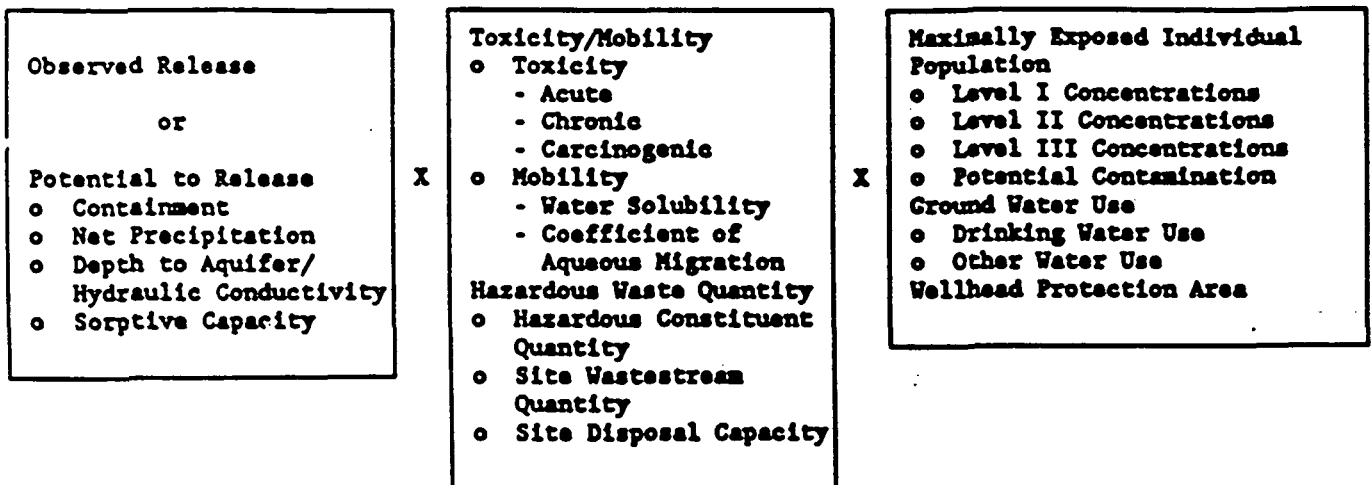 Observed Release
or
Potential to Release
o Containment
o Net Precipitation
o Depth to Aquifer/
Hydraulic Conductivity
o Sorptive Capacity
X
Toxicity/Mobility
o Toxicity
- Acute
- Chronic
- Carcinogenic
o Mobility
- Water Solubility
- Coefficient of
Aqueous Migration
Hazardous Waste Quantity
o Hazardous Constituent
Quantity
o Site Wastestream
Quantity
o Site Disposal Capacity
X
Maximally Exposed Individual
Population
o Level I Concentrations
o Level II Concentrations
o Level III Concentrations
o Potential Contamination
Ground Water Use
o Drinking Water Use
o Other Water Use
Wellhead Protection Area